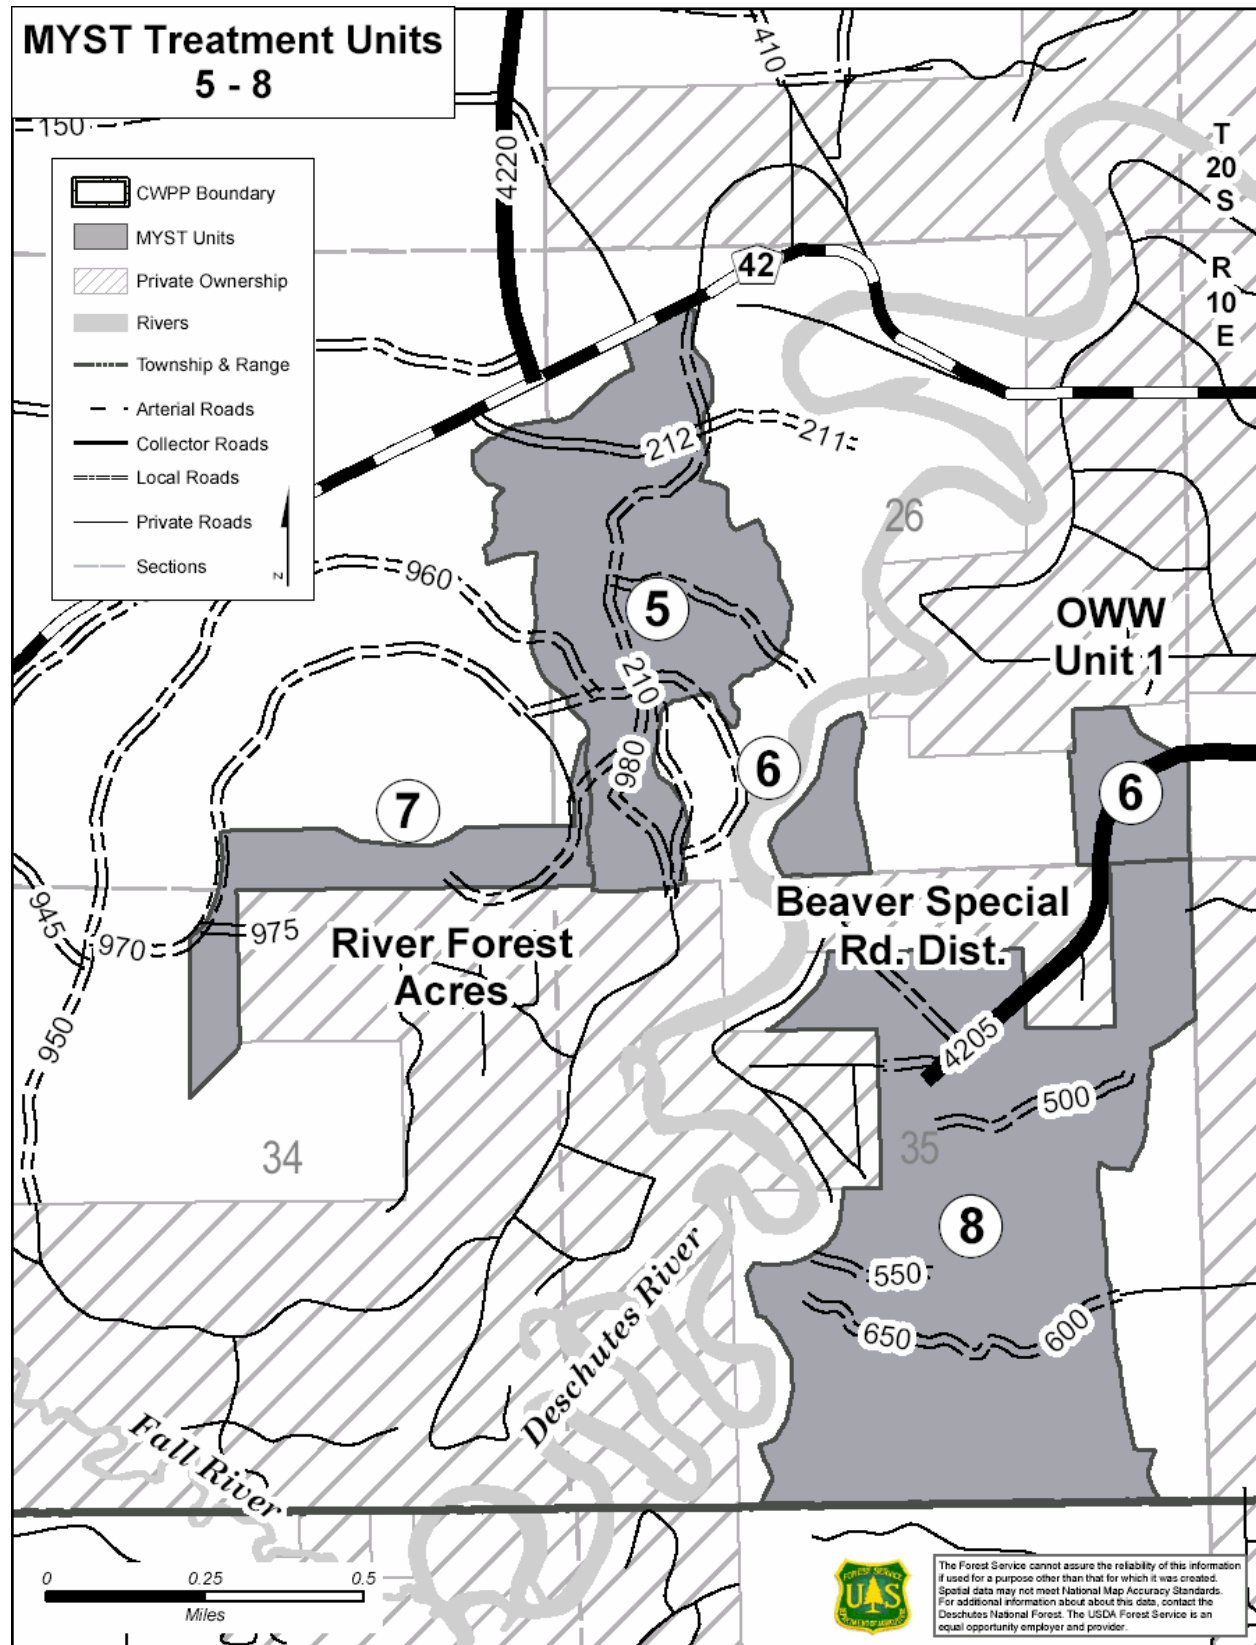 MYST Treatment Units
5 - 8
150
4220
410
T
20
S
R
10
E
CWPP Boundary
MYST Units
Private Ownership
Rivers
Township & Range
Arterial Roads
Collector Roads
Local Roads
Private Roads
Sections
z
42
212
211
26
960
5
210
OWW
Unit 1
980
6
6
7
945
970
975
950
River Forest
Acres
Beaver Special
Rd. Dist.
4205
500
34
35
8
550
650
600
Deschutes River
Fall River
0 0.25 0.5
Miles
FOREST SERVICE
U S
DEPARTMENT OF AGRICULTURE
The Forest Service cannot assure the reliability of this information
if used for a purpose other than that for which it was created.
Spatial data may not meet National Map Accuracy Standards.
For additional information about about this data, contact the
Deschutes National Forest. The USDA Forest Service is an
equal opportunity employer and provider.